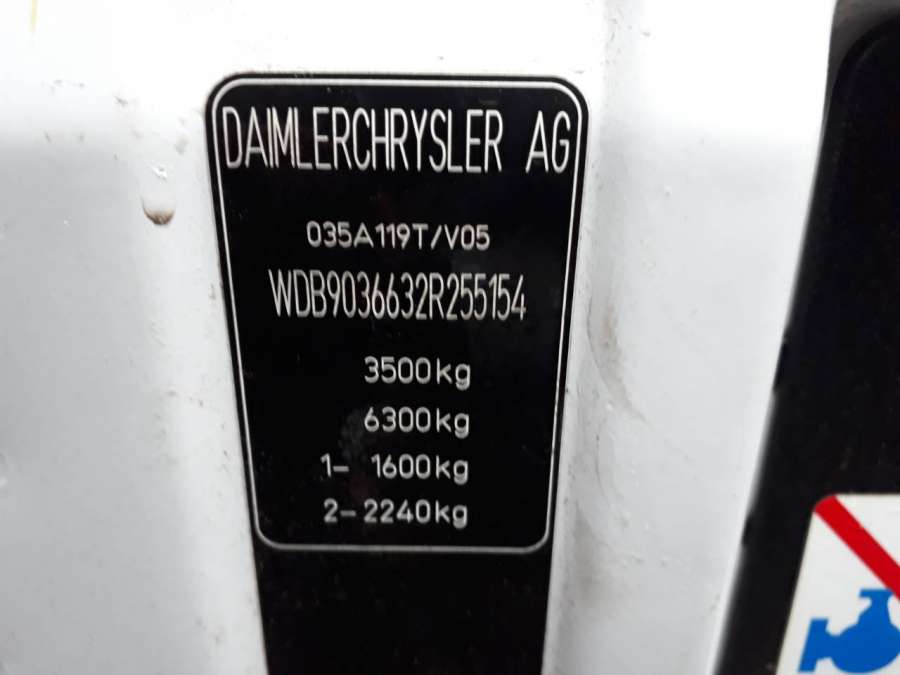 DAIMLERCHRYSLER AG
035A119T/V05
WDB9036632R255154
3500kg
6300kg
1- 1600kg
2- 2240kg